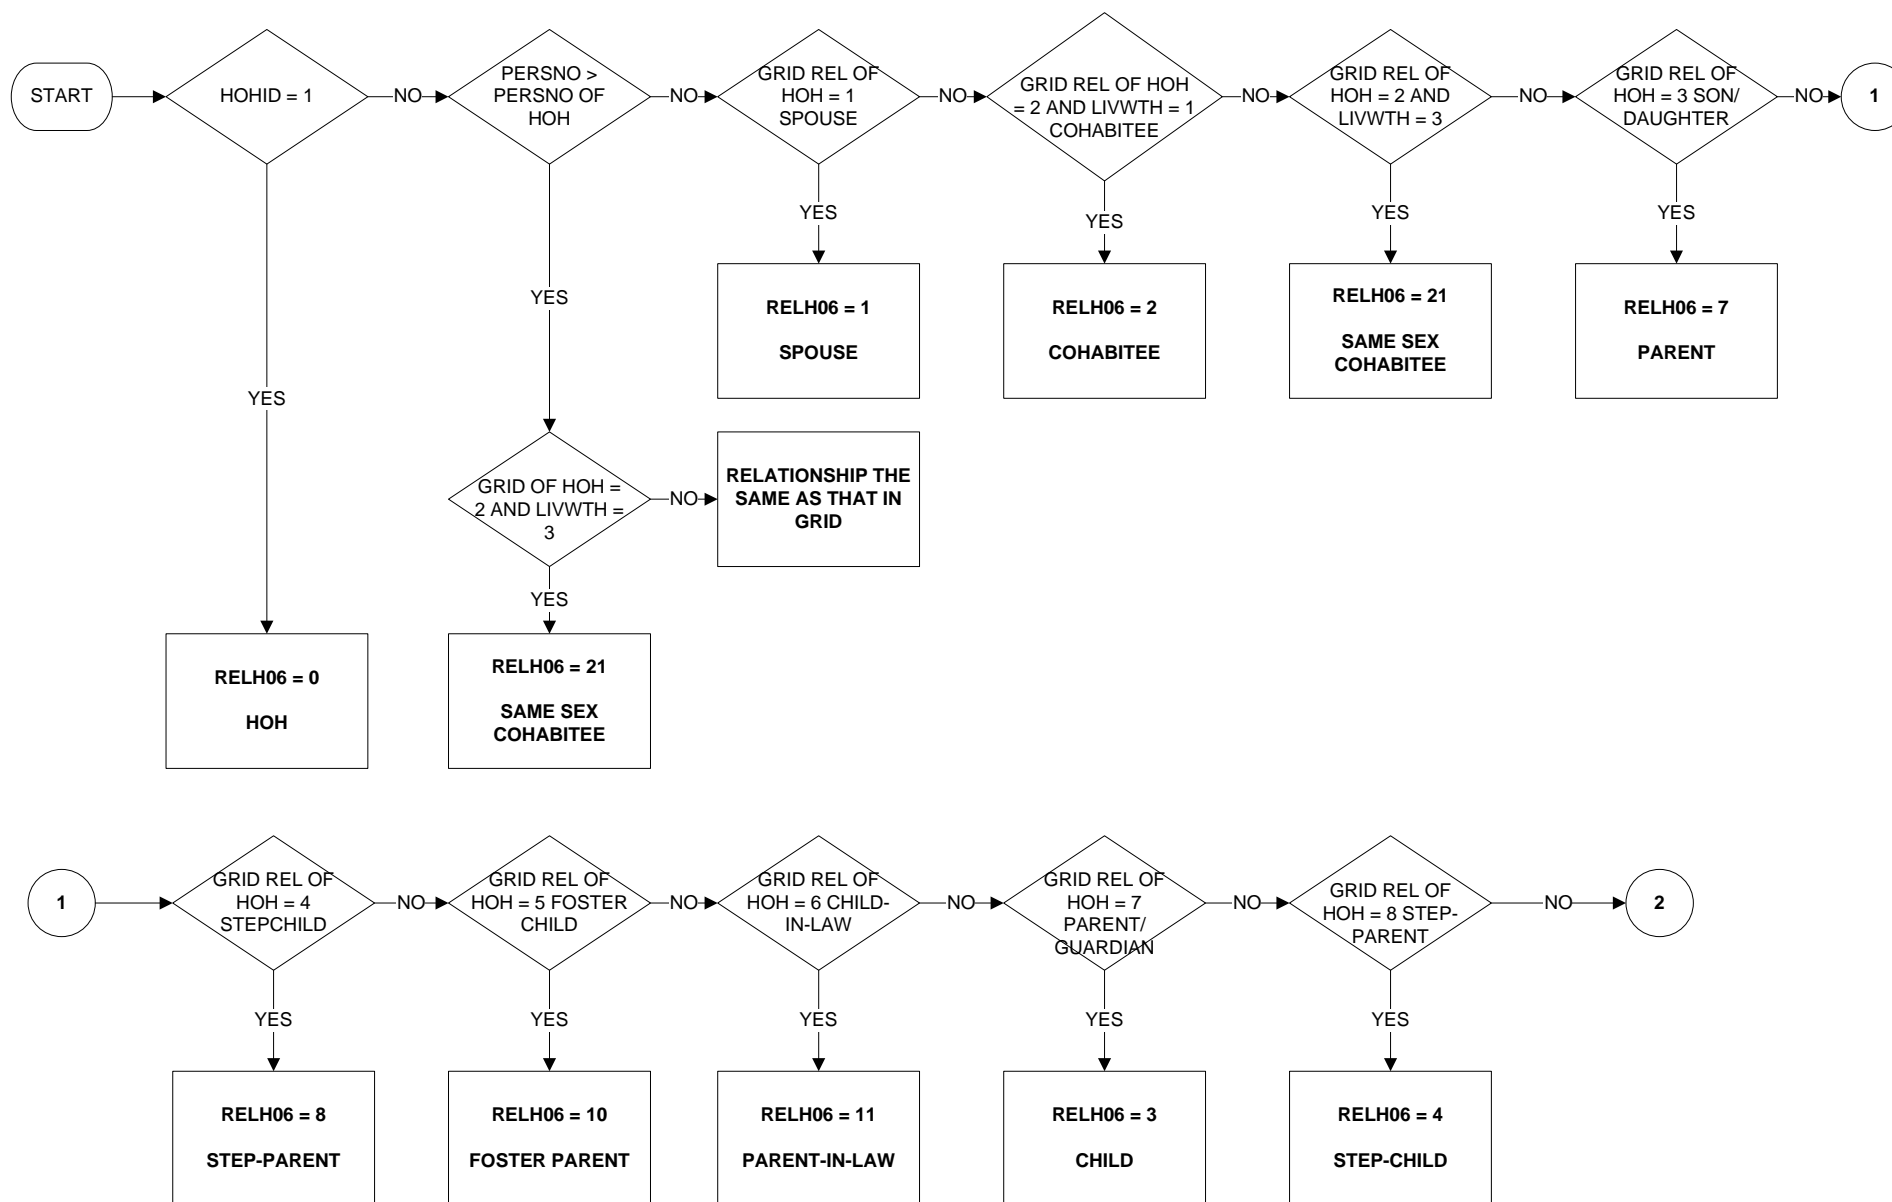 START
HOHID = 1
NO
PERSNO >
PERSNO OF
HOH
NO
GRID REL OF
HOH = 1
SPOUSE
NO
GRID REL OF HOH
= 2 AND LIVWTH = 1
COHABITEE
NO
GRID REL OF
HOH = 2 AND
LIVWTH = 3
NO
GRID REL OF
HOH = 3 SON/
DAUGHTER
NO
1
YES
YES
YES
YES
YES
YES
RELH06 = 1
SPOUSE
RELH06 = 2
COHABITEE
RELH06 = 21
SAME SEX
COHABITEE
RELH06 = 7
PARENT
GRID OF HOH =
2 AND LIVWTH =
3
NO
RELATIONSHIP THE
SAME AS THAT IN
GRID
YES
RELH06 = 0
HOH
RELH06 = 21
SAME SEX
COHABITEE
1
GRID REL OF
HOH = 4
STEPCHILD
NO
GRID REL OF
HOH = 5 FOSTER
CHILD
NO
GRID REL OF
HOH = 6 CHILD-
IN-LAW
NO
GRID REL OF
HOH = 7
PARENT/
GUARDIAN
NO
GRID REL OF
HOH = 8 STEP-
PARENT
NO
2
YES
YES
YES
YES
YES
RELH06 = 8
STEP-PARENT
RELH06 = 10
FOSTER PARENT
RELH06 = 11
PARENT-IN-LAW
RELH06 = 3
CHILD
RELH06 = 4
STEP-CHILD